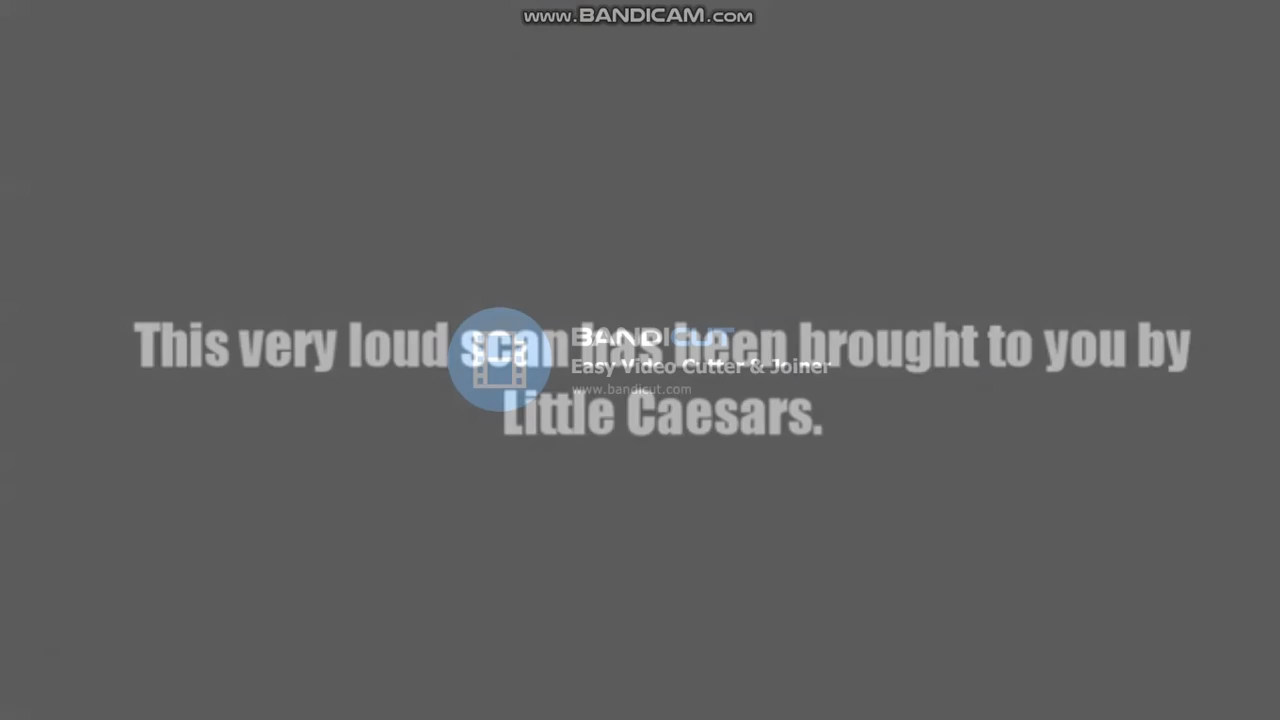 www.BANDICAM.com
This very loud scan has been brought to you by
Little Caesars.
BANDICUT
Easy Video Cutter & Joiner
www.bandicut.com